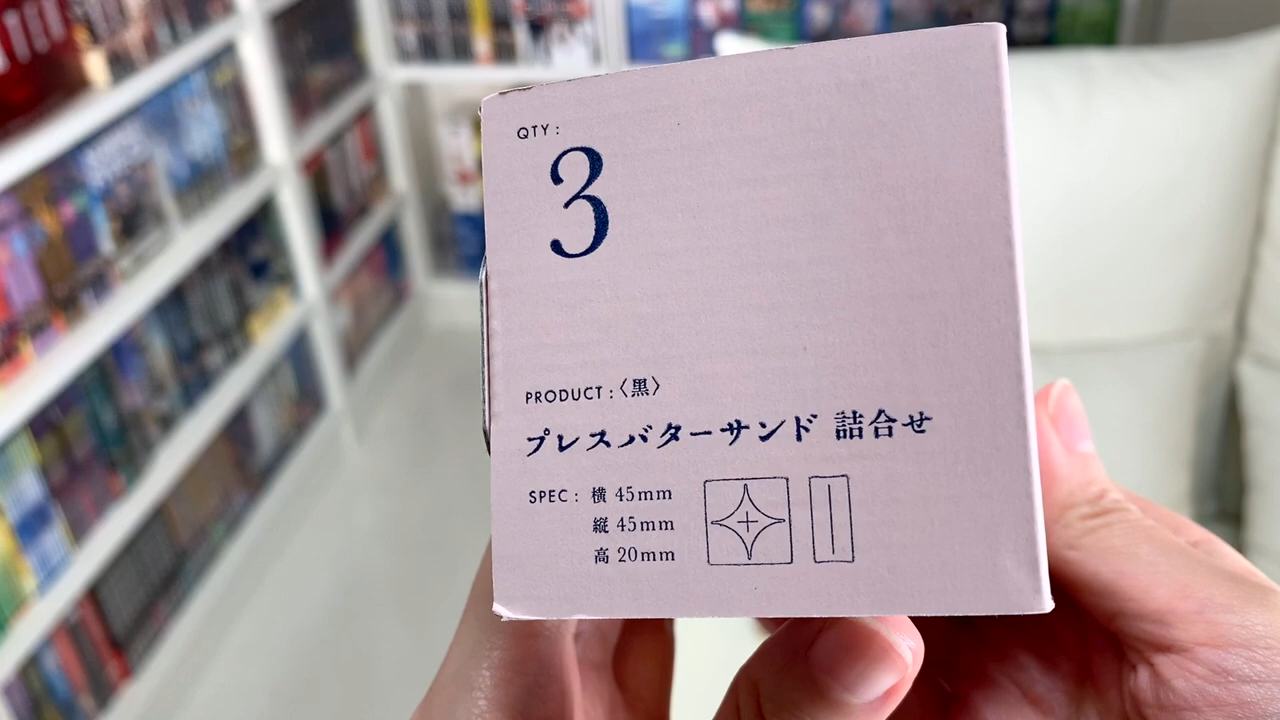 QTY:
3
PRODUCT:〈黒〉
プレスバターサンド 詰合せ
SPEC: 横 45mm
縦 45mm
高 20mm